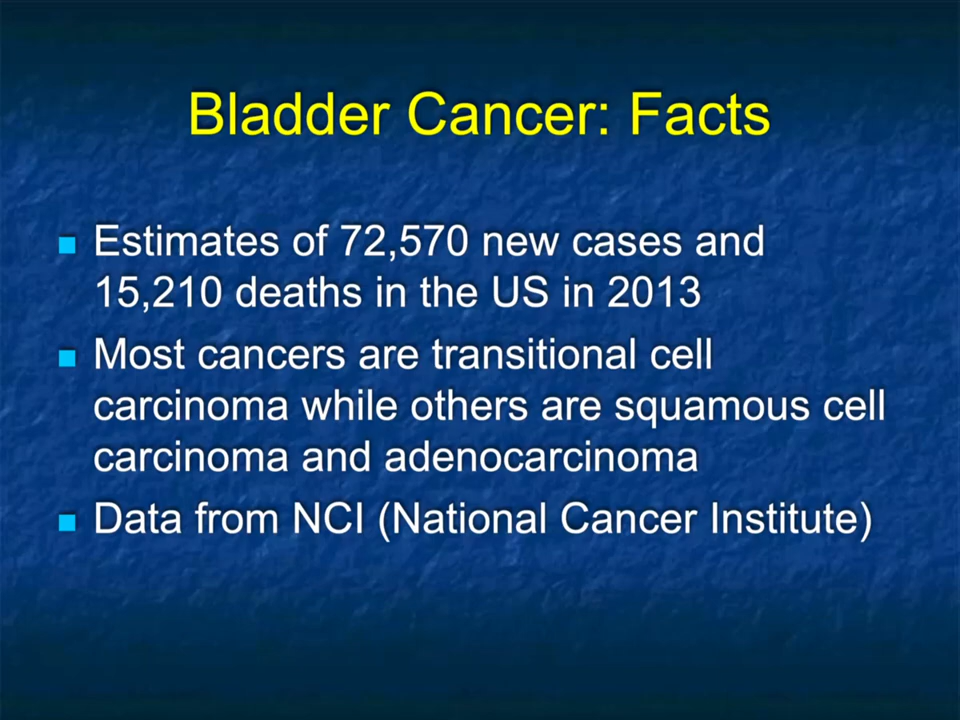 Bladder Cancer: Facts
Estimates of 72,570 new cases and
15,210 deaths in the US in 2013
Most cancers are transitional cell
carcinoma while others are squamous cell
carcinoma and adenocarcinoma
Data from NCI (National Cancer Institute)